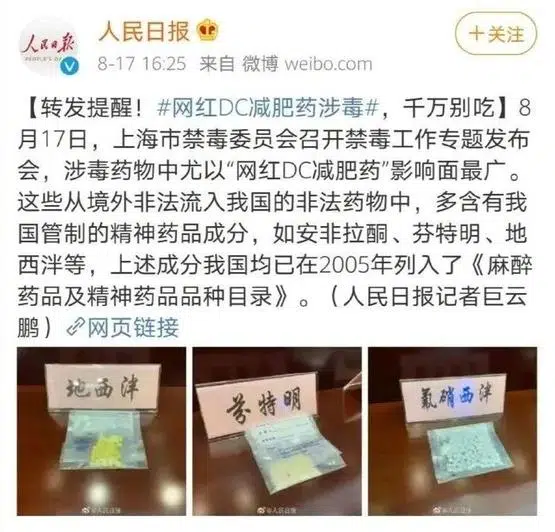 人民日报
人民日报
PEOPLE'S DAILY
8-17 16:25 来自 微博 weibo.com
+关注
【转发提醒！#网红DC减肥药涉毒#，千万别吃】8
月17日，上海市禁毒委员会召开禁毒工作专题发布
会，涉毒药物中尤以“网红DC减肥药”影响面最广。
这些从境外非法流入我国的非法药物中，多含有我
国管制的精神药品成分，如安非拉酮、芬特明、地
西泮等，上述成分我国均已在2005年列入了《麻醉
药品及精神药品品种目录》。（人民日报记者巨云
鹏）网页链接
地西泮
芬特明
氟硝西泮
@人民日报
@人民日报
@人民日报